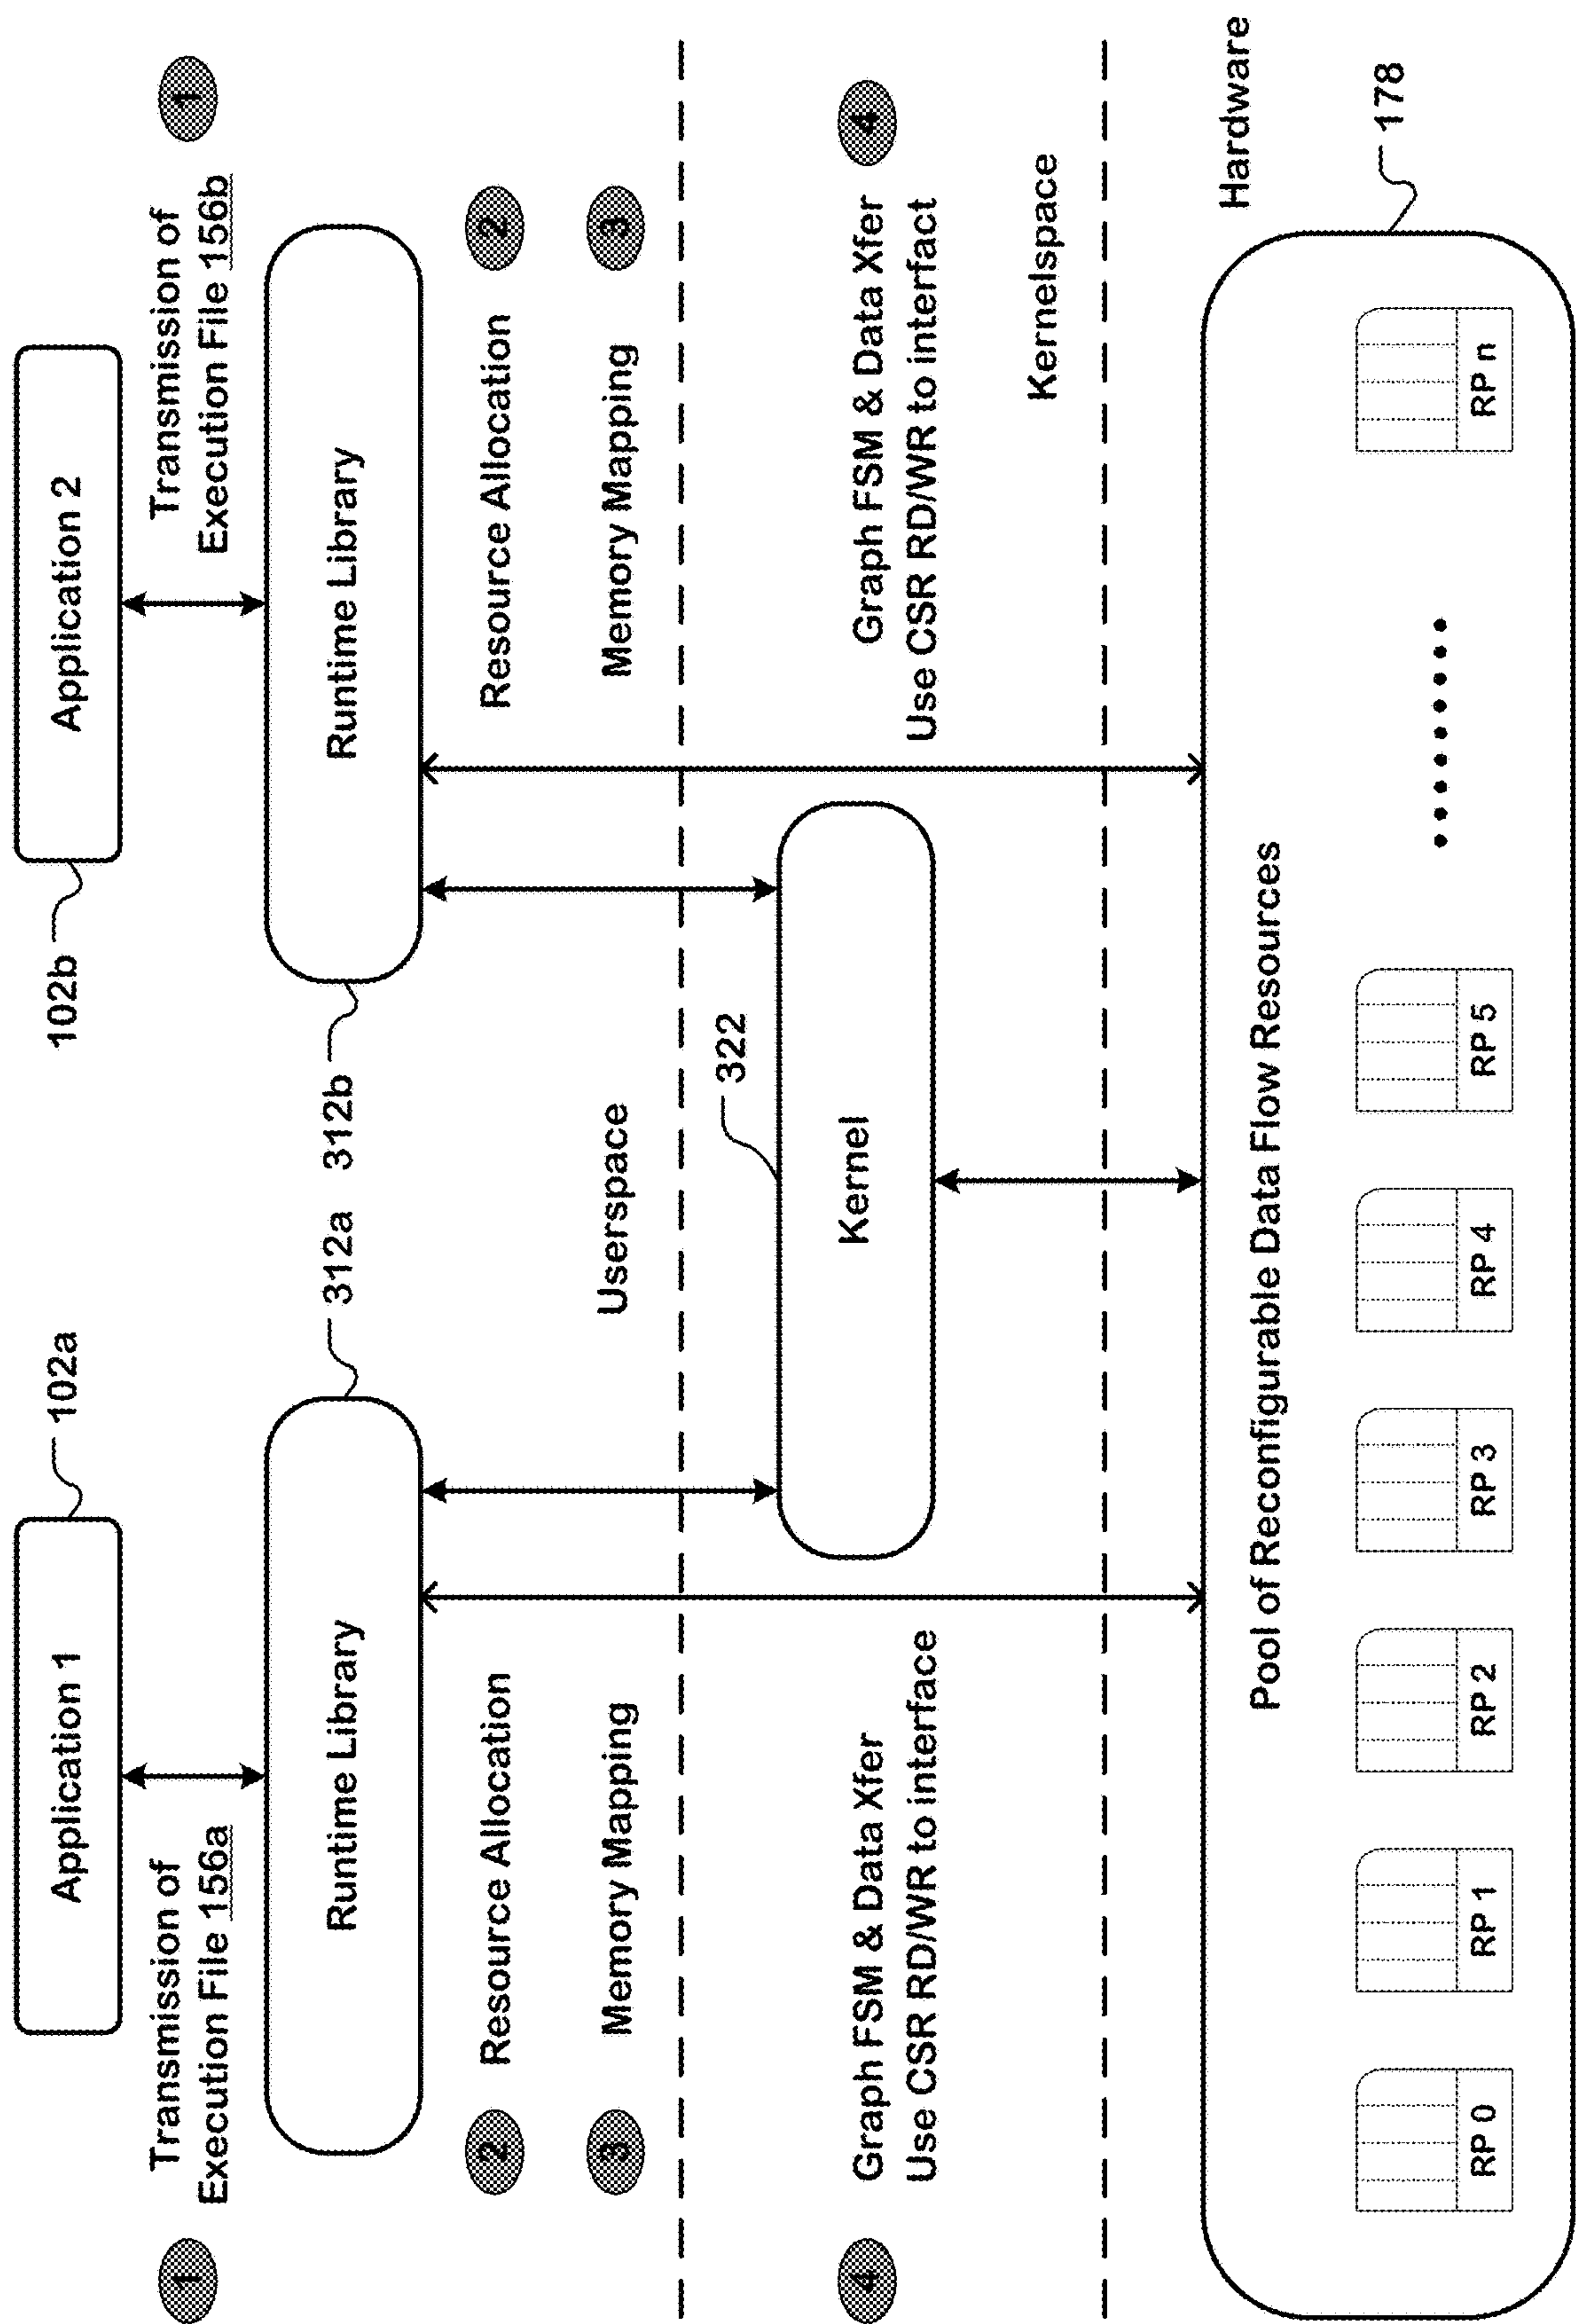 Application 1
102a
102b
Application 2
1
Transmission of
Execution File 156a
Transmission of
Execution File 156b
1
Runtime Library
312a
312b
Runtime Library
2
Resource Allocation
Resource Allocation
2
3
Memory Mapping
Userspace
Memory Mapping
3
322
4
Graph FSM & Data Xfer
Use CSR RD/WR to interface
Kernel
Graph FSM & Data Xfer
Use CSR RD/WR to interfact
4
Kernelspace
Hardware
Pool of Reconfigurable Data Flow Resources
178
RP 0
RP 1
RP 2
RP 3
RP 4
RP 5
RP n